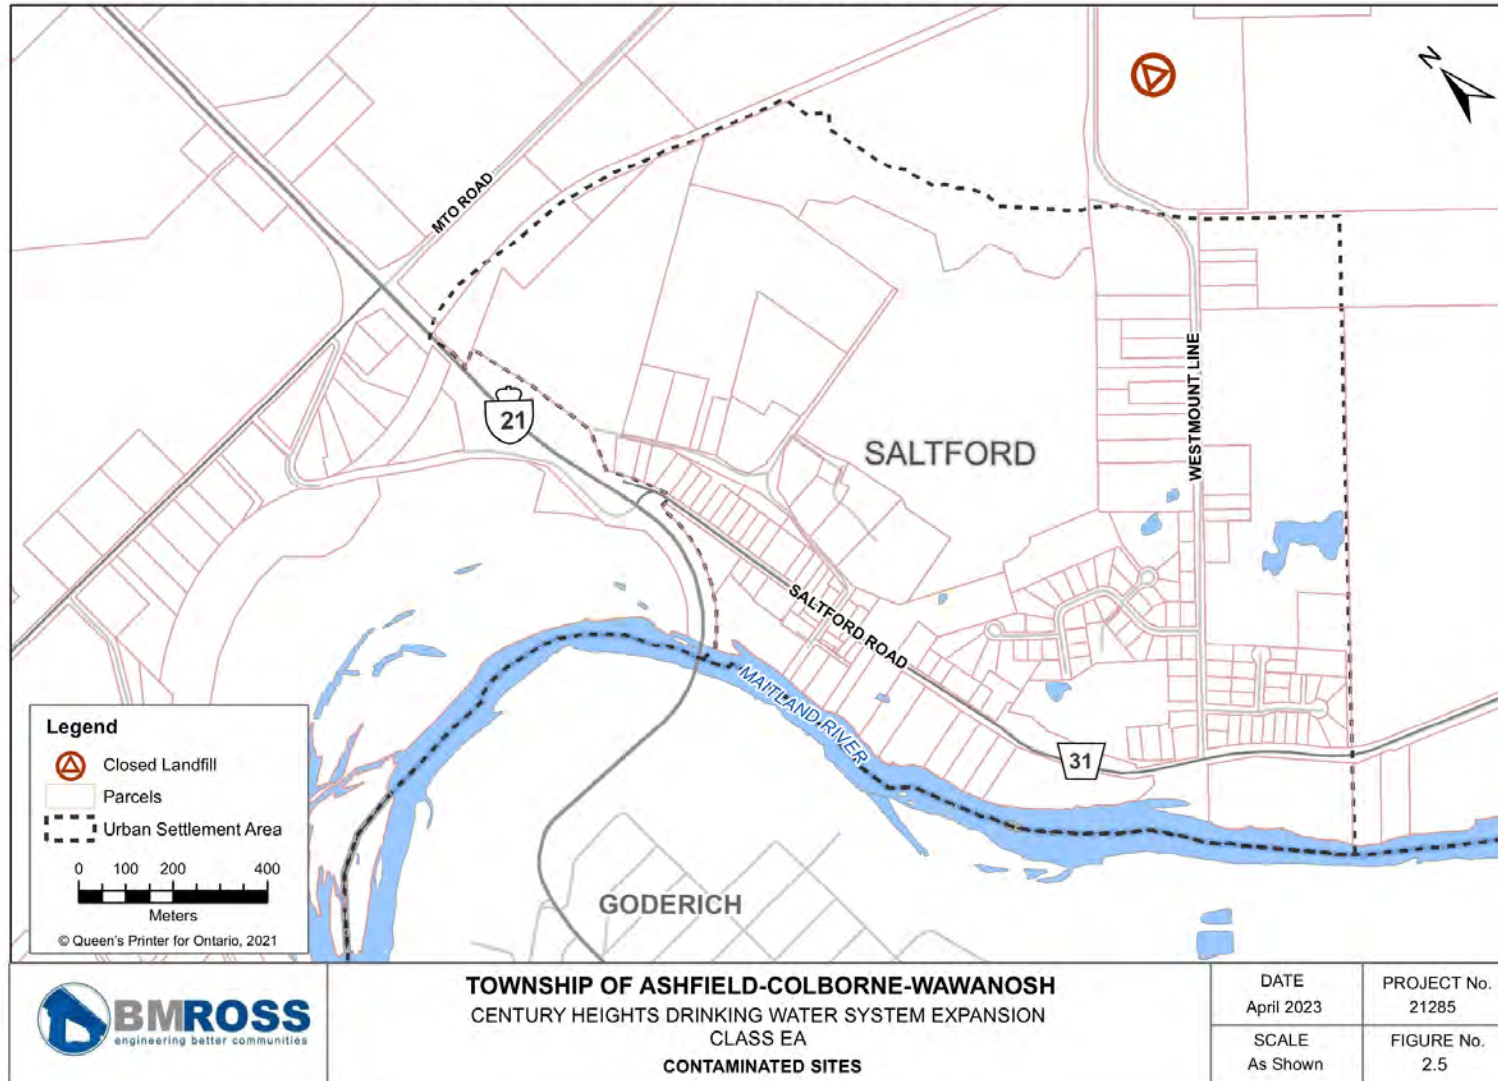 N
MTO ROAD
21
SALTFORD
WESTMOUNT LINE
SALTFORD ROAD
MAITLAND RIVER
31
GODERICH
Legend
Closed Landfill
Parcels
Urban Settlement Area
0 100 200 400
Meters
© Queen's Printer for Ontario, 2021
BMROSS
engineering better communities
TOWNSHIP OF ASHFIELD-COLBORNE-WAWANOSH
CENTURY HEIGHTS DRINKING WATER SYSTEM EXPANSION
CLASS EA
CONTAMINATED SITES
DATE
April 2023
PROJECT No.
21285
SCALE
As Shown
FIGURE No.
2.5